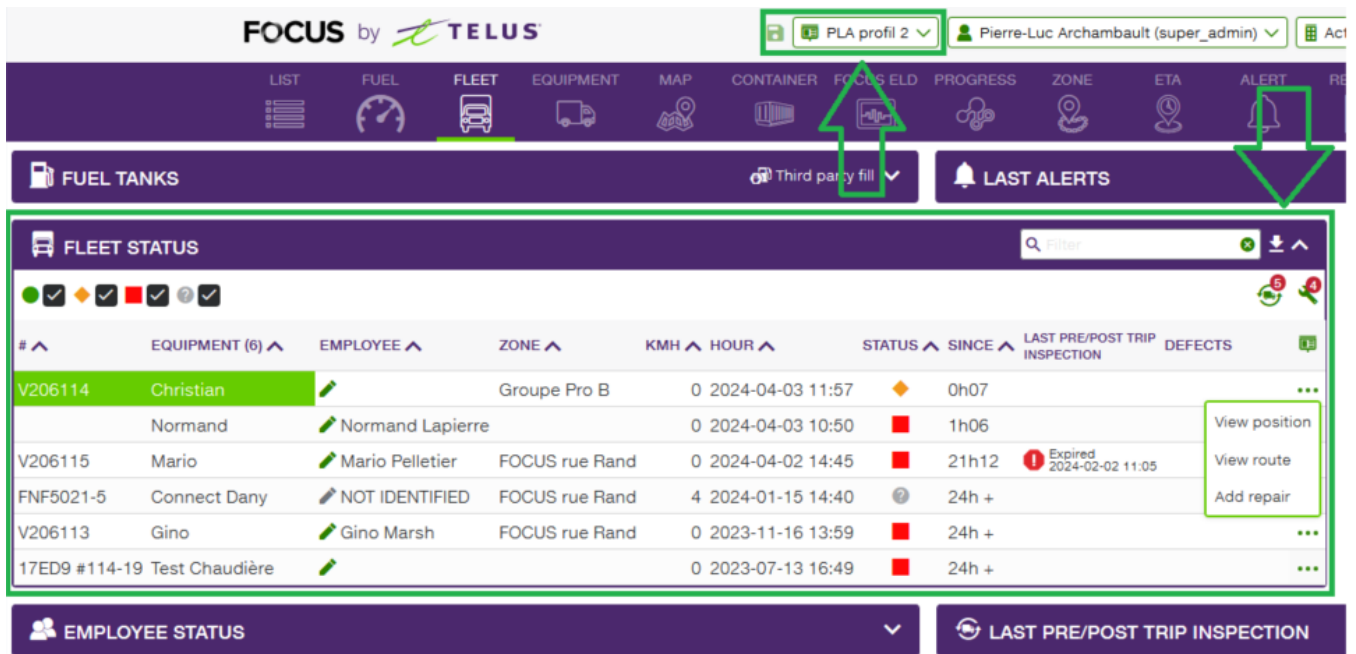 FOCUS by TELUS
PLA profil 2
Pierre-Luc Archambault (super_admin)
Act
LIST FUEL FLEET EQUIPMENT MAP CONTAINER FOCUS ELD PROGRESS ZONE ETA ALERT RE
FUEL TANKS
Third party fill
LAST ALERTS
FLEET STATUS
Filter
5 4
# EQUIPMENT (6) EMPLOYEE ZONE KMH HOUR STATUS SINCE LAST PRE/POST TRIP INSPECTION DEFECTS
V206114 Christian Groupe Pro B 0 2024-04-03 11:57 0h07
Normand Normand Lapierre 0 2024-04-03 10:50 1h06
V206115 Mario Mario Pelletier FOCUS rue Rand 0 2024-04-02 14:45 21h12 Expired 2024-02-02 11:05
FNF5021-5 Connect Dany NOT IDENTIFIED FOCUS rue Rand 4 2024-01-15 14:40 24h +
V206113 Gino Gino Marsh FOCUS rue Rand 0 2023-11-16 13:59 24h +
17ED9 #114-19 Test Chaudière 0 2023-07-13 16:49 24h +
View position
View route
Add repair
EMPLOYEE STATUS
LAST PRE/POST TRIP INSPECTION